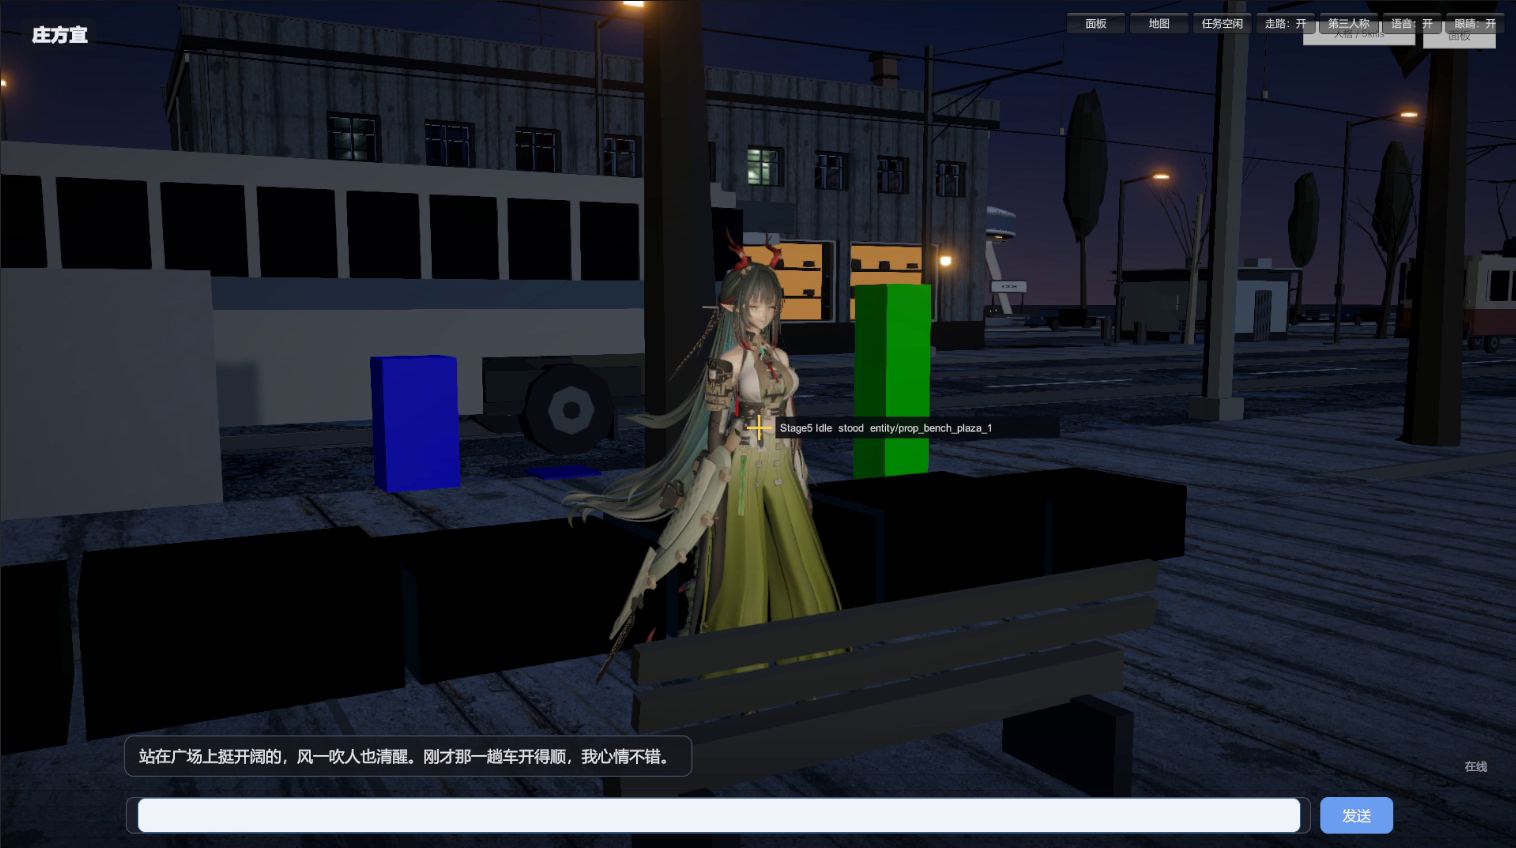 庄方宜
面板
地图
任务空闲
走路：开
第三人称
语音：开
眼睛：开
面板
Stage5 Idle stood entity/prop_bench_plaza_1
站在广场上挺开阔的，风一吹人也清醒。刚才那一趟车开得顺，我心情不错。
在线
发送